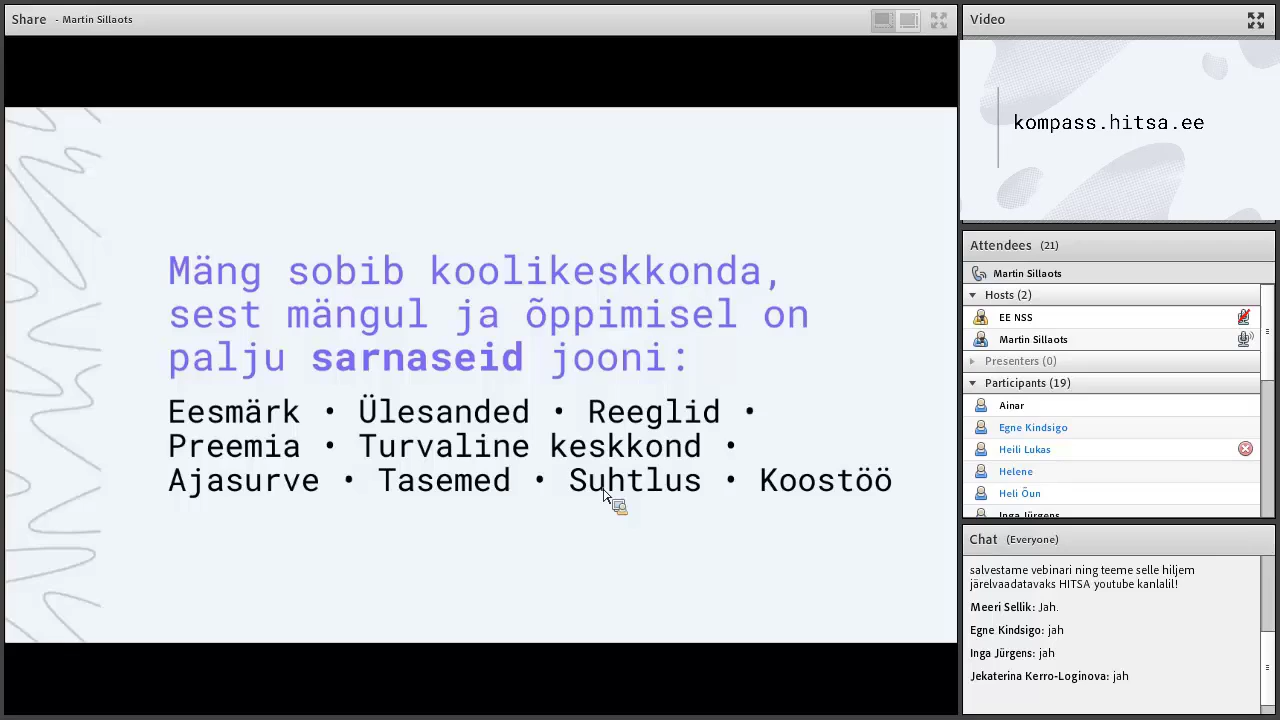 Share - Martin Sillaots
Mäng sobib koolikeskkonda,
sest mängul ja õppimisel on
palju sarnaseid jooni:
Eesmärk • Ülesanded • Reeglid •
Preemia • Turvaline keskkond •
Ajasurve • Tasemed • Suhtlus • Koostöö
Video
kompass.hitsa.ee
Attendees (21)
Martin Sillaots
Hosts (2)
EE NSS
Martin Sillaots
Presenters (0)
Participants (19)
Ainar
Egne Kindsigo
Heili Lukas
Helene
Heli Õun
Inga Jürgens
Chat (Everyone)
salvestame vebinari ning teeme selle hiljem
järelvaadatavaks HITSA youtube kanlalil!
Meeri Sellik: Jah.
Egne Kindsigo: jah
Inga Jürgens: jah
Jekaterina Kerro-Loginova: jah